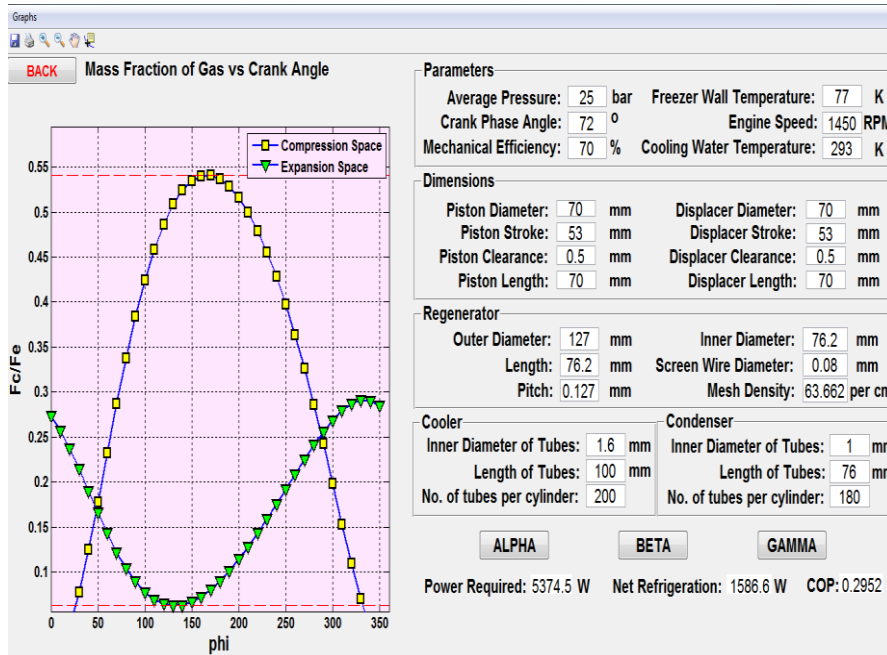 Graphs
BACK Mass Fraction of Gas vs Crank Angle
Compression Space
Expansion Space
0.55
0.5
0.45
0.4
0.35
0.3
0.25
0.2
0.15
0.1
Fc/Fe
0 50 100 150 200 250 300 350
phi
Parameters
Average Pressure: 25 bar Freezer Wall Temperature: 77 K
Crank Phase Angle: 72 o Engine Speed: 1450 RPM
Mechanical Efficiency: 70 % Cooling Water Temperature: 293 K
Dimensions
Piston Diameter: 70 mm Displacer Diameter: 70 mm
Piston Stroke: 53 mm Displacer Stroke: 53 mm
Piston Clearance: 0.5 mm Displacer Clearance: 0.5 mm
Piston Length: 70 mm Displacer Length: 70 mm
Regenerator
Outer Diameter: 127 mm Inner Diameter: 76.2 mm
Length: 76.2 mm Screen Wire Diameter: 0.08 mm
Pitch: 0.127 mm Mesh Density: 63.662 per cm
Cooler
Inner Diameter of Tubes: 1.6 mm
Length of Tubes: 100 mm
No. of tubes per cylinder: 200
Condenser
Inner Diameter of Tubes: 1 mm
Length of Tubes: 76 mm
No. of tubes per cylinder: 180
ALPHA BETA GAMMA
Power Required: 5374.5 W Net Refrigeration: 1586.6 W COP: 0.2952